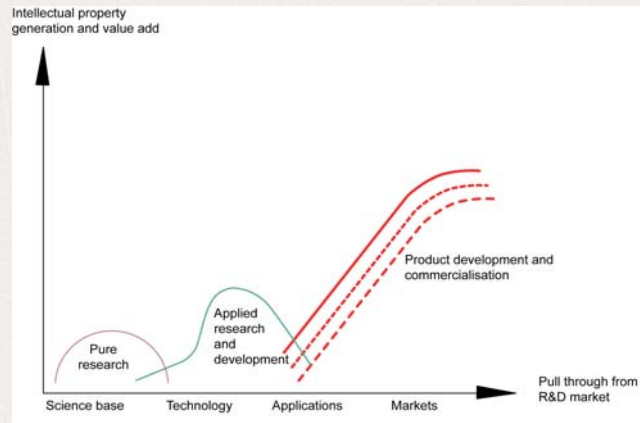 Intellectual property
generation and value add
Product development and
commercialisation
Applied
research
and
development
Pure
research
Pull through from
R&D market
Science base
Technology
Applications
Markets